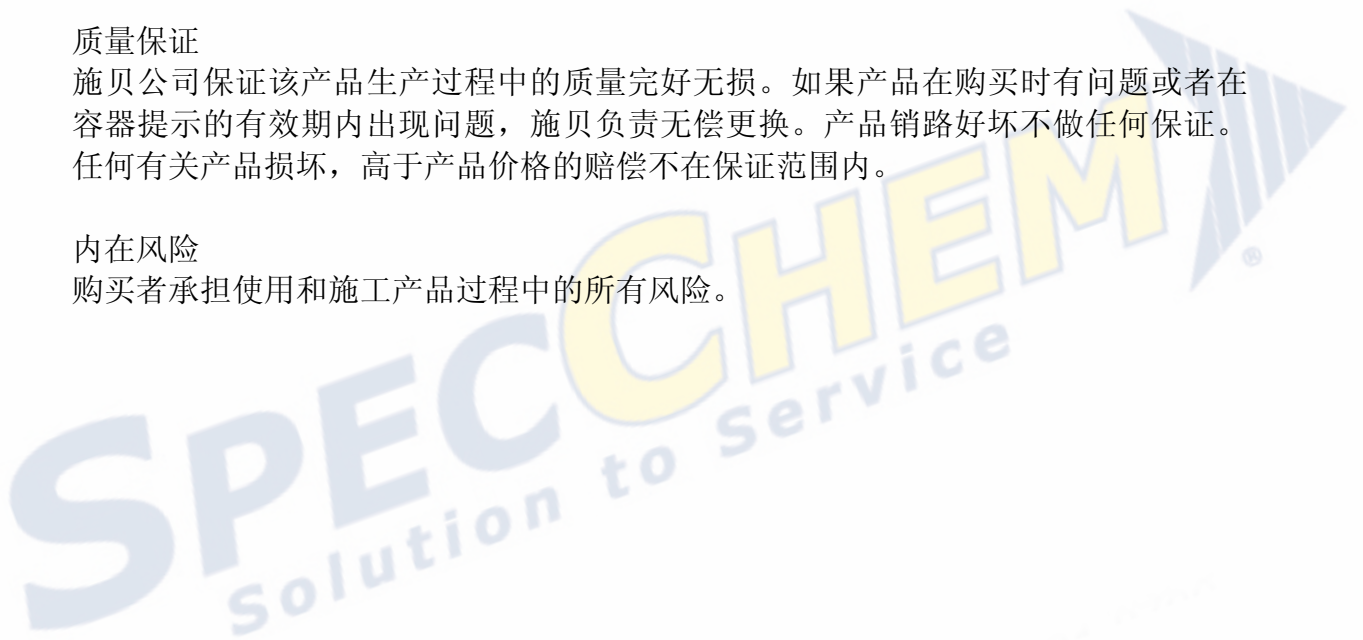 质量保证
施贝公司保证该产品生产过程中的质量完好无损。如果产品在购买时有问题或者在
容器提示的有效期内出现问题，施贝负责无偿更换。产品销路好坏不做任何保证。
任何有关产品损坏，高于产品价格的赔偿不在保证范围内。
内在风险
购买者承担使用和施工产品过程中的所有风险。
SPECCHEM
®
Solution to Service